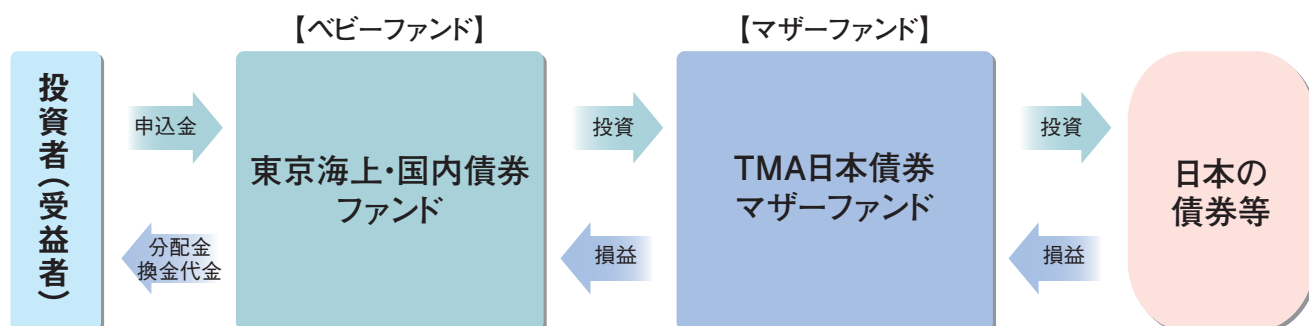 【ベビーファンド】
【マザーファンド】
投資者(受益者)
申込金
分配金
換金代金
東京海上・国内債券
ファンド
投資
損益
TMA日本債券
マザーファンド
投資
損益
日本の
債券等